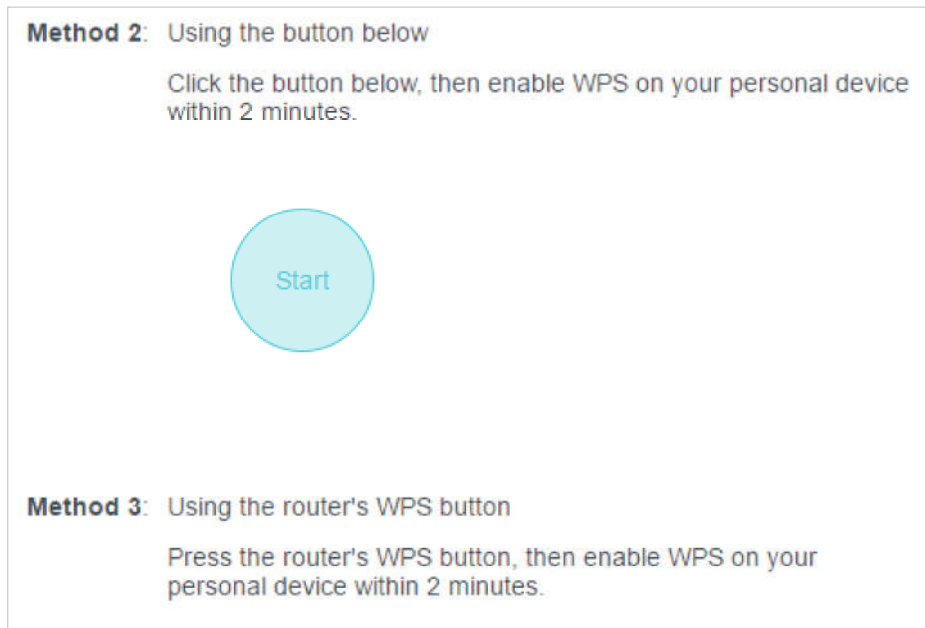 Method 2: Using the button below
Click the button below, then enable WPS on your personal device
within 2 minutes.
Start
Method 3: Using the router's WPS button
Press the router's WPS button, then enable WPS on your
personal device within 2 minutes.